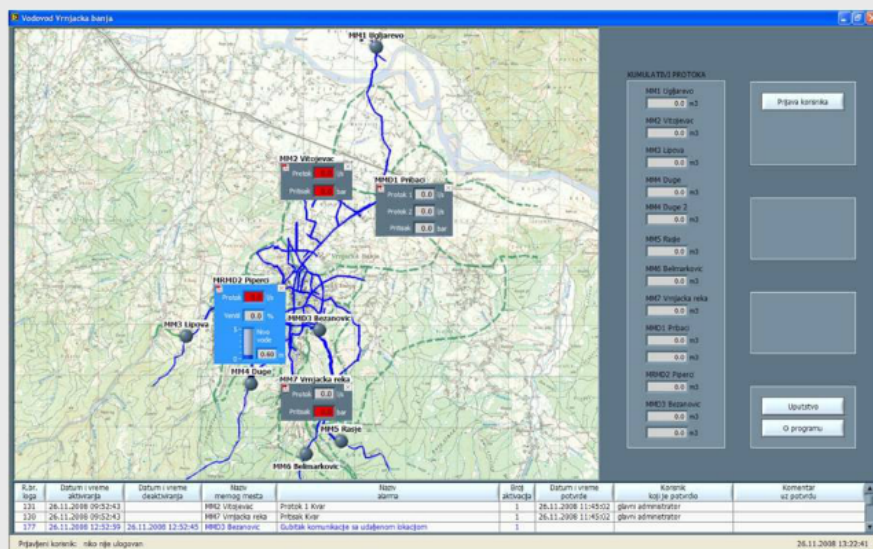 Vodovod Vrnjacka banja
MM1 Ugljarevo
MM2 Vitojevac
Protok l/s
Pritisak bar
MMD1 Pribaci
Protok 1 0.0 l/s
Protok 2 0.0 l/s
Pritisak 0.0 bar
MRMD2 Piperci
Protok l/s
Ventil 0.0 %
Nivo vode
5
0
0.60
MM3 Lipova
MMD3 Bezanovic
MM4 Duge
MM7 Vrnjacka reka
Protok 0.0 l/s
Pritisak bar
MM5 Rasje
MM6 Belimarkovic
KUMULATIVI PROTOKA
MM1 Ugljarevo
0.0 m3
MM2 Vitojevac
0.0 m3
MM3 Lipova
0.0 m3
MM4 Duge
0.0 m3
MM4 Duge 2
0.0 m3
MM5 Rasje
0.0 m3
MM6 Belimarkovic
0.0 m3
MM7 Vrnjacka reka
0.0 m3
MMD1 Pribaci
0.0 m3
0.0 m3
MRMD2 Piperci
0.0 m3
MMD3 Bezanovic
0.0 m3
0.0 m3
Prijava korisnika
Uputstvo
O programu
R.br. loga Datum i vreme aktiviranja Datum i vreme deaktiviranja Naziv mernog mesta Naziv alarma Broj aktivacija Datum i vreme potvrde Korisnik koji je potvrdio Komentar uz potvrdu
131 26.11.2008 09:52:43 MM2 Vitojevac Protok 1 Kvar 1 26.11.2008 11:45:02 glavni administrator
130 26.11.2008 09:52:43 MM7 Vrnjacka reka Pritisak Kvar 1 26.11.2008 11:45:02 glavni administrator
177 26.11.2008 12:52:39 26.11.2008 12:52:45 MMD3 Bezanovic Gubitak komunikacije sa udaljenom lokacijom 1
Prijavljeni korisnik: niko nije ulogovan 26.11.2008 13:22:41